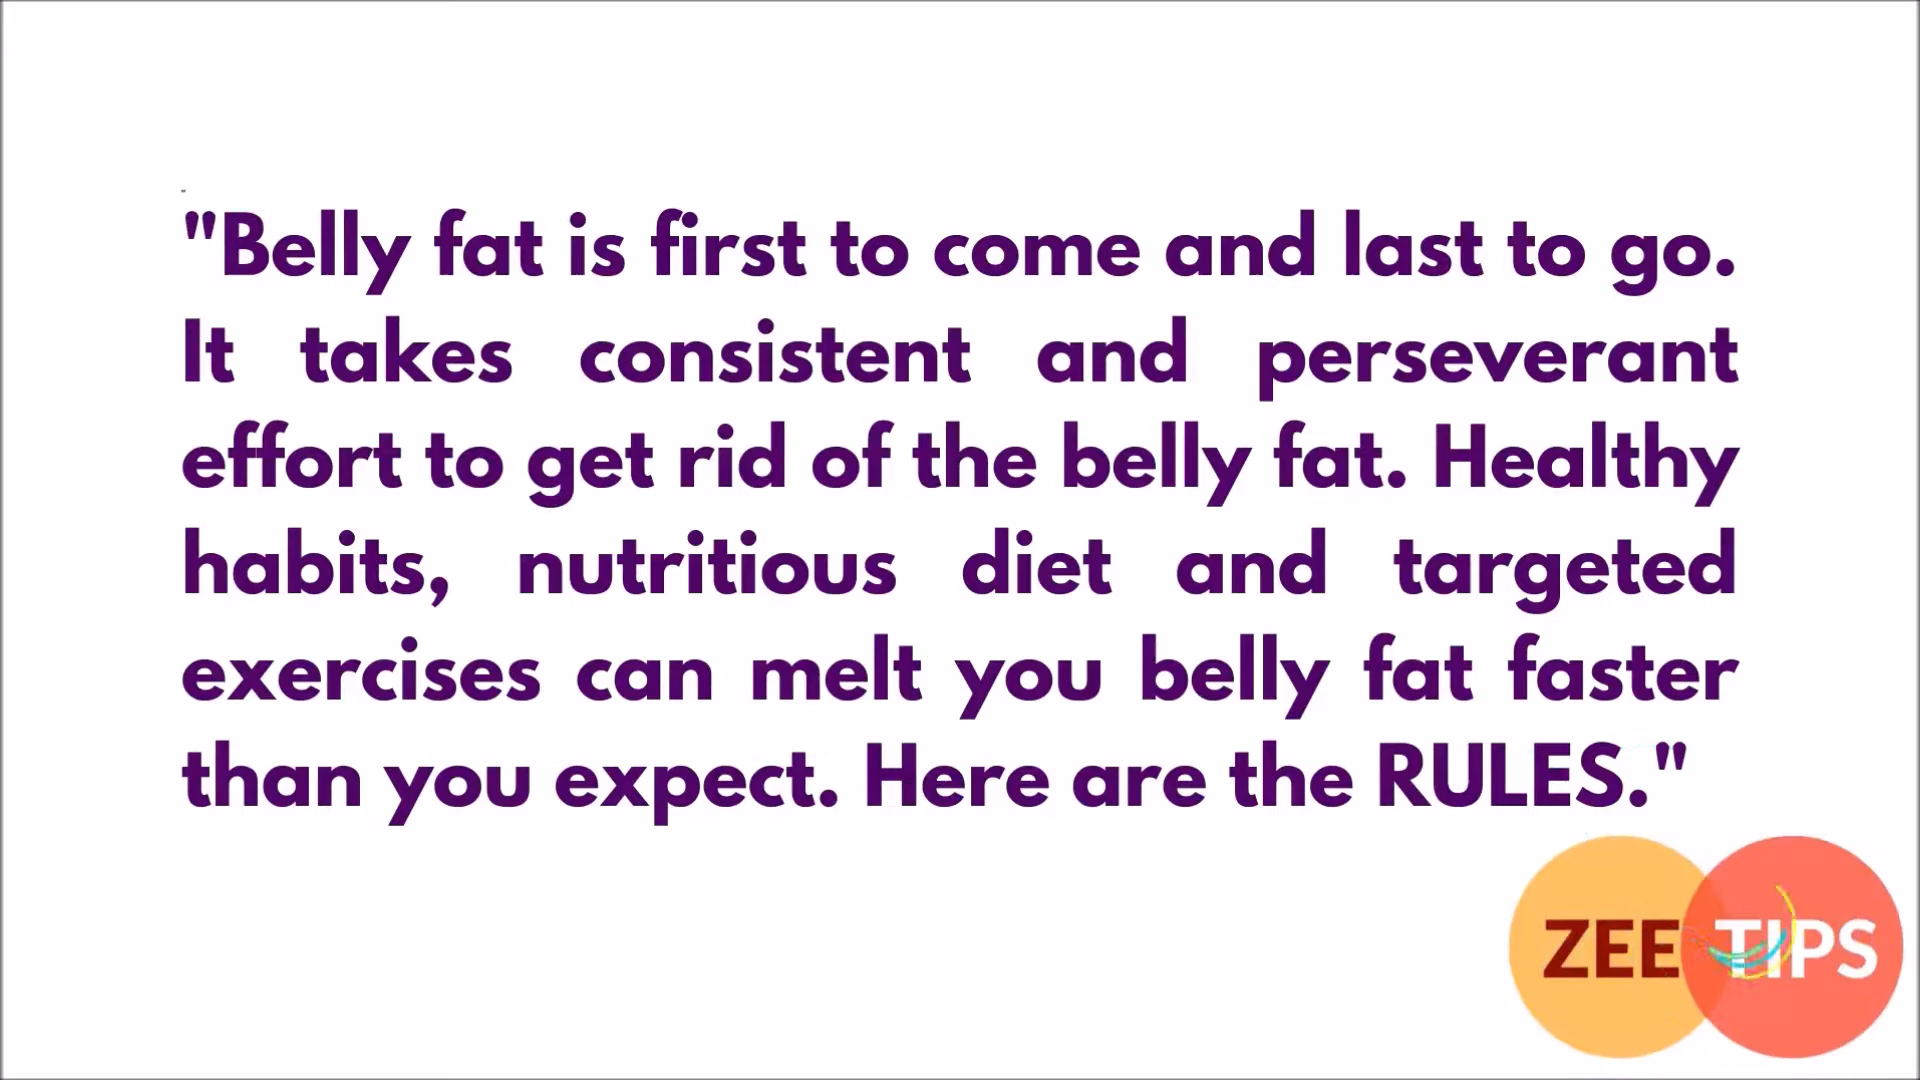 "Belly fat is first to come and last to go.
It takes consistent and perseverant
effort to get rid of the belly fat. Healthy
habits, nutritious diet and targeted
exercises can melt you belly fat faster
than you expect. Here are the RULES."
ZEE TIPS